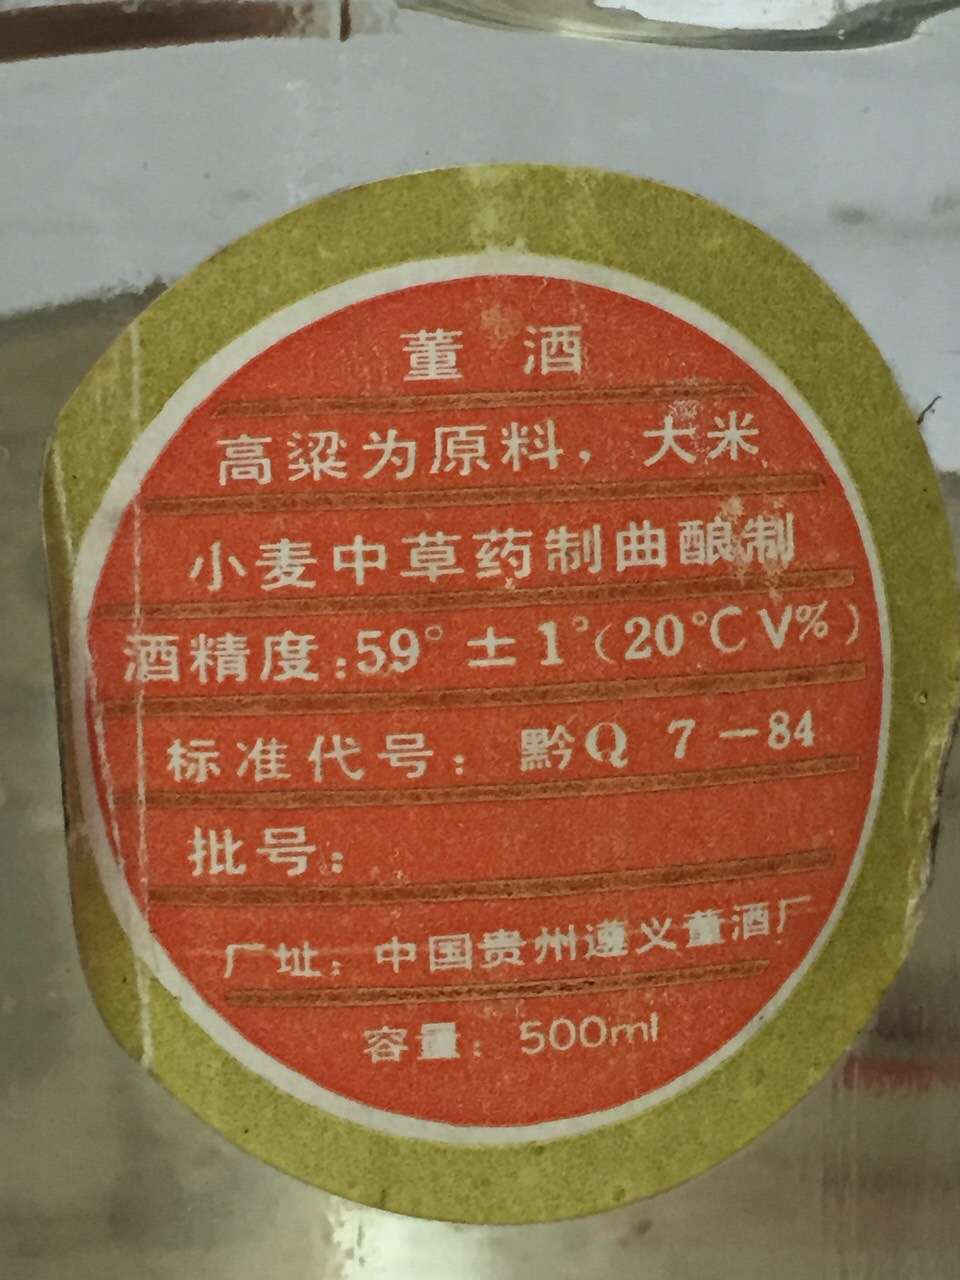 董 酒
高粱为原料，大米
小麦中草药制曲酿制
酒精度：59°±1°（20℃V%）
标准代号：黔Q 7－84
批号：
厂址：中国贵州遵义董酒厂
容量：500ml